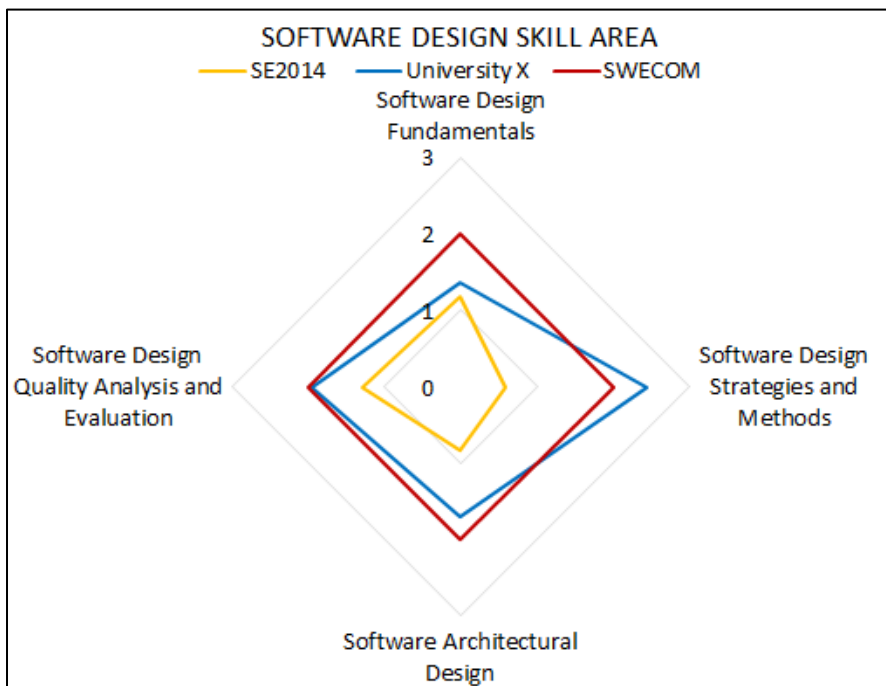 SOFTWARE DESIGN SKILL AREA
SE2014 University X SWECOM
Software Design
Fundamentals
3
2
1
0
Software Design
Quality Analysis and
Evaluation
Software Design
Strategies and
Methods
Software Architectural
Design